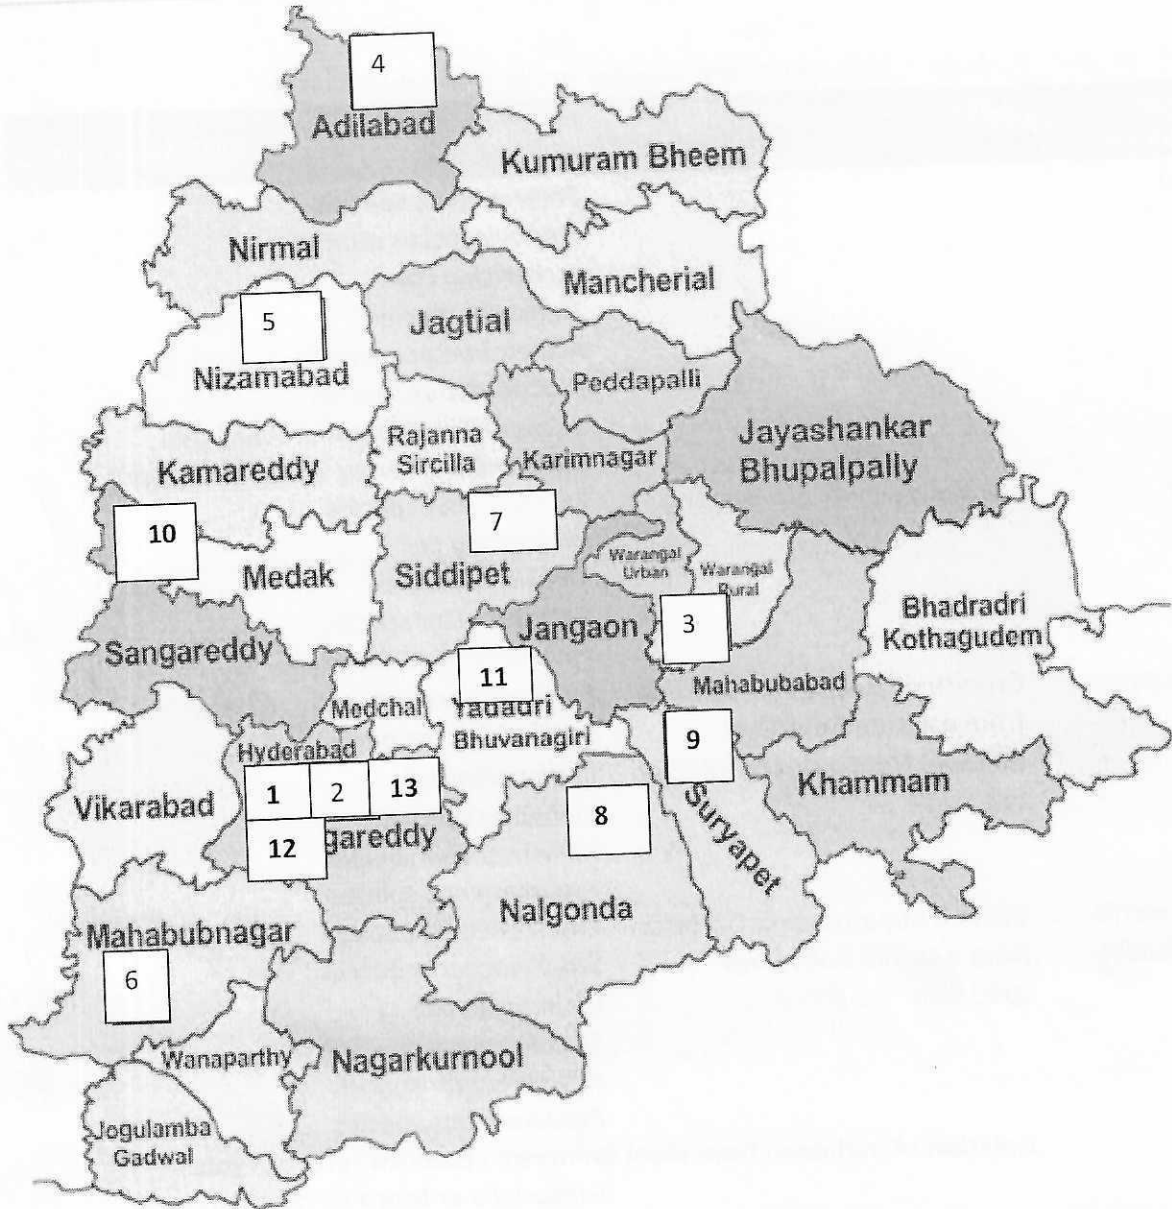 4
Adilabad
Kumuram Bheem
Nirmal
Mancherial
5
Jagtial
Nizamabad
Peddapalli
Rajanna
Sircilla
Karimnagar
Jayashankar
Bhupalpally
Kamareddy
10
7
Medak
Siddipet
Warangal
Urban
Warangal
Rural
Bhadradri
Kothagudem
Jangaon
3
Sangareddy
11
Mahabubabad
Medchal
Yadadri
Bhuvanagiri
9
Hyderabad
Khammam
Vikarabad
1
2
13
12
gareddy
8
Suryapet
Nalgonda
Mahabubnagar
6
Wanaparthy
Nagarkurnool
Jogulamba
Gadwal